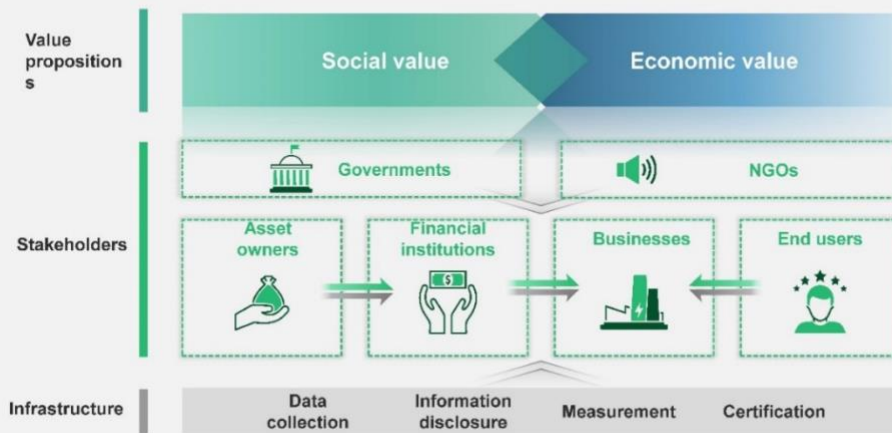 Value
proposition
s
Social value
Economic value
Governments
NGOs
Stakeholders
Asset
owners
Financial
institutions
Businesses
End users
$
Infrastructure
Data
collection
Information
disclosure
Measurement
Certification